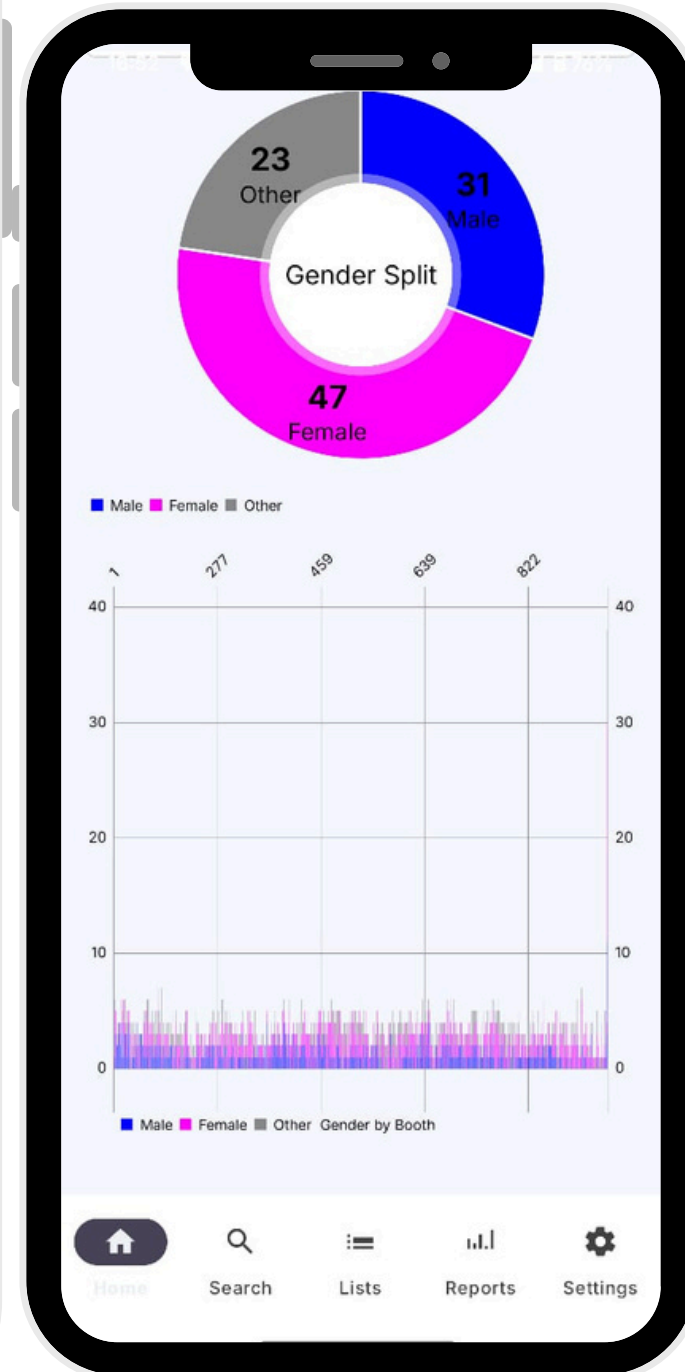 23
Other
31
Male
Gender Split
47
Female
Male Female Other
1 277 459 639 822
40 40
30 30
20 20
10 10
0 0
Male Female Other Gender by Booth
Home Search Lists Reports Settings